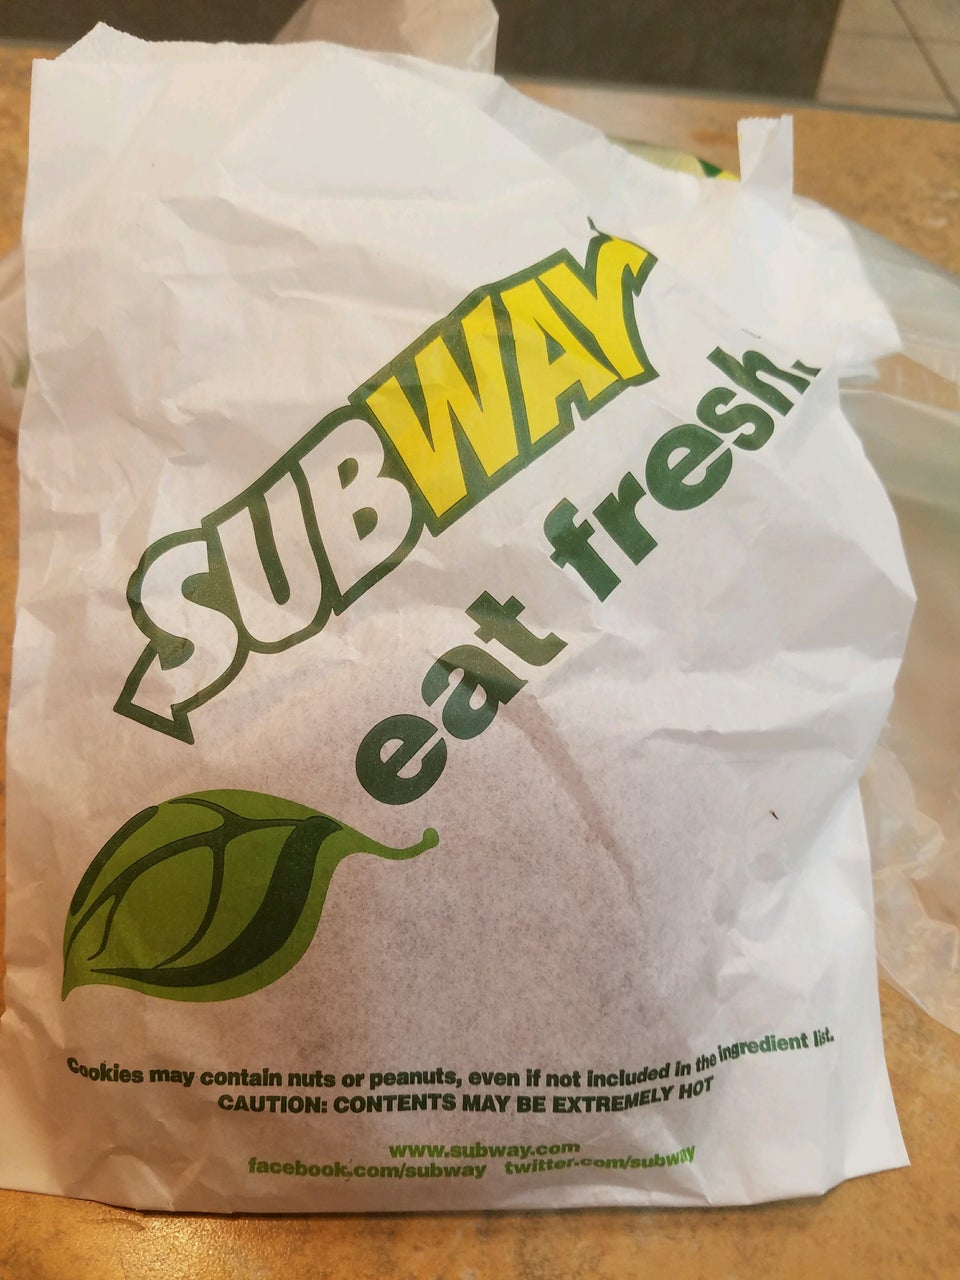 SUBWAY
eat fresh.
Cookies may contain nuts or peanuts, even if not included in the ingredient list.
CAUTION: CONTENTS MAY BE EXTREMELY HOT
www.subway.com
facebook.com/subway twitter.com/subway